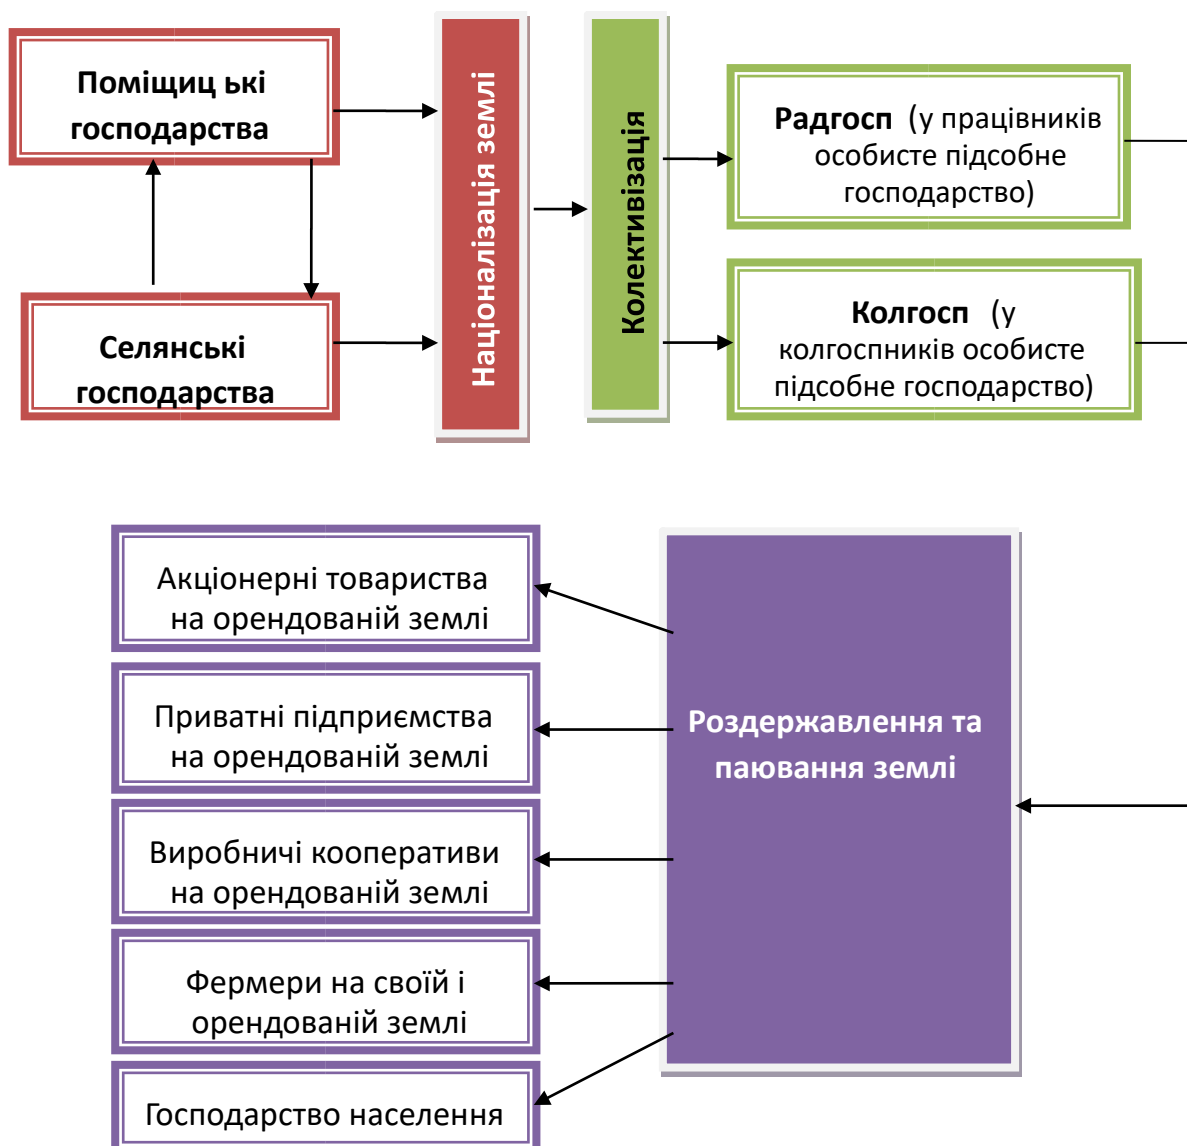 Поміщиц ькі
господарства
Селянські
господарства
Націоналізація землі
Колективізація
Радгосп (у працівників
особисте підсобне
господарство)
Колгосп (у
колгоспників особисте
підсобне господарство)
Акціонерні товариства
на орендованій землі
Приватні підприємства
на орендованій землі
Виробничі кооперативи
на орендованій землі
Фермери на своїй і
орендованій землі
Господарство населення
Роздержавлення та
паювання землі